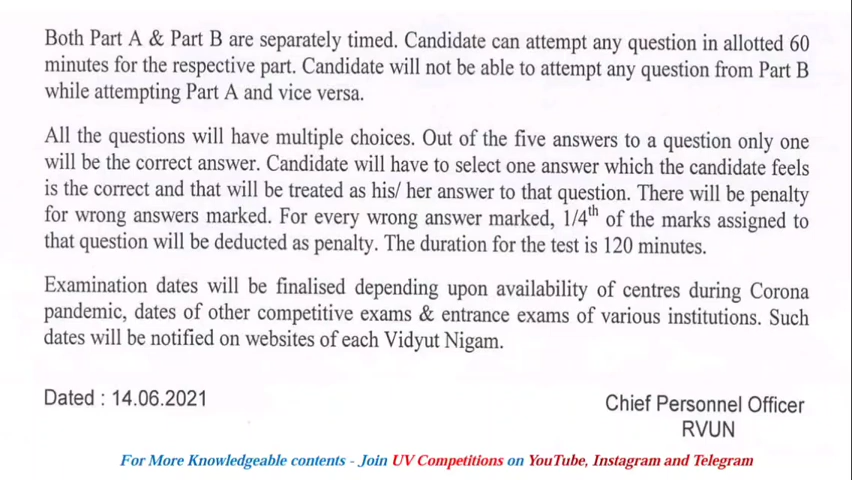 Both Part A & Part B are separately timed. Candidate can attempt any question in allotted 60
minutes for the respective part. Candidate will not be able to attempt any question from Part B
while attempting Part A and vice versa.
All the questions will have multiple choices. Out of the five answers to a question only one
will be the correct answer. Candidate will have to select one answer which the candidate feels
is the correct and that will be treated as his/ her answer to that question. There will be penalty
for wrong answers marked. For every wrong answer marked, 1/4th of the marks assigned to
that question will be deducted as penalty. The duration for the test is 120 minutes.
Examination dates will be finalised depending upon availability of centres during Corona
pandemic, dates of other competitive exams & entrance exams of various institutions. Such
dates will be notified on websites of each Vidyut Nigam.
Dated : 14.06.2021
Chief Personnel Officer
RVUN
For More Knowledgeable contents - Join UV Competitions on YouTube, Instagram and Telegram